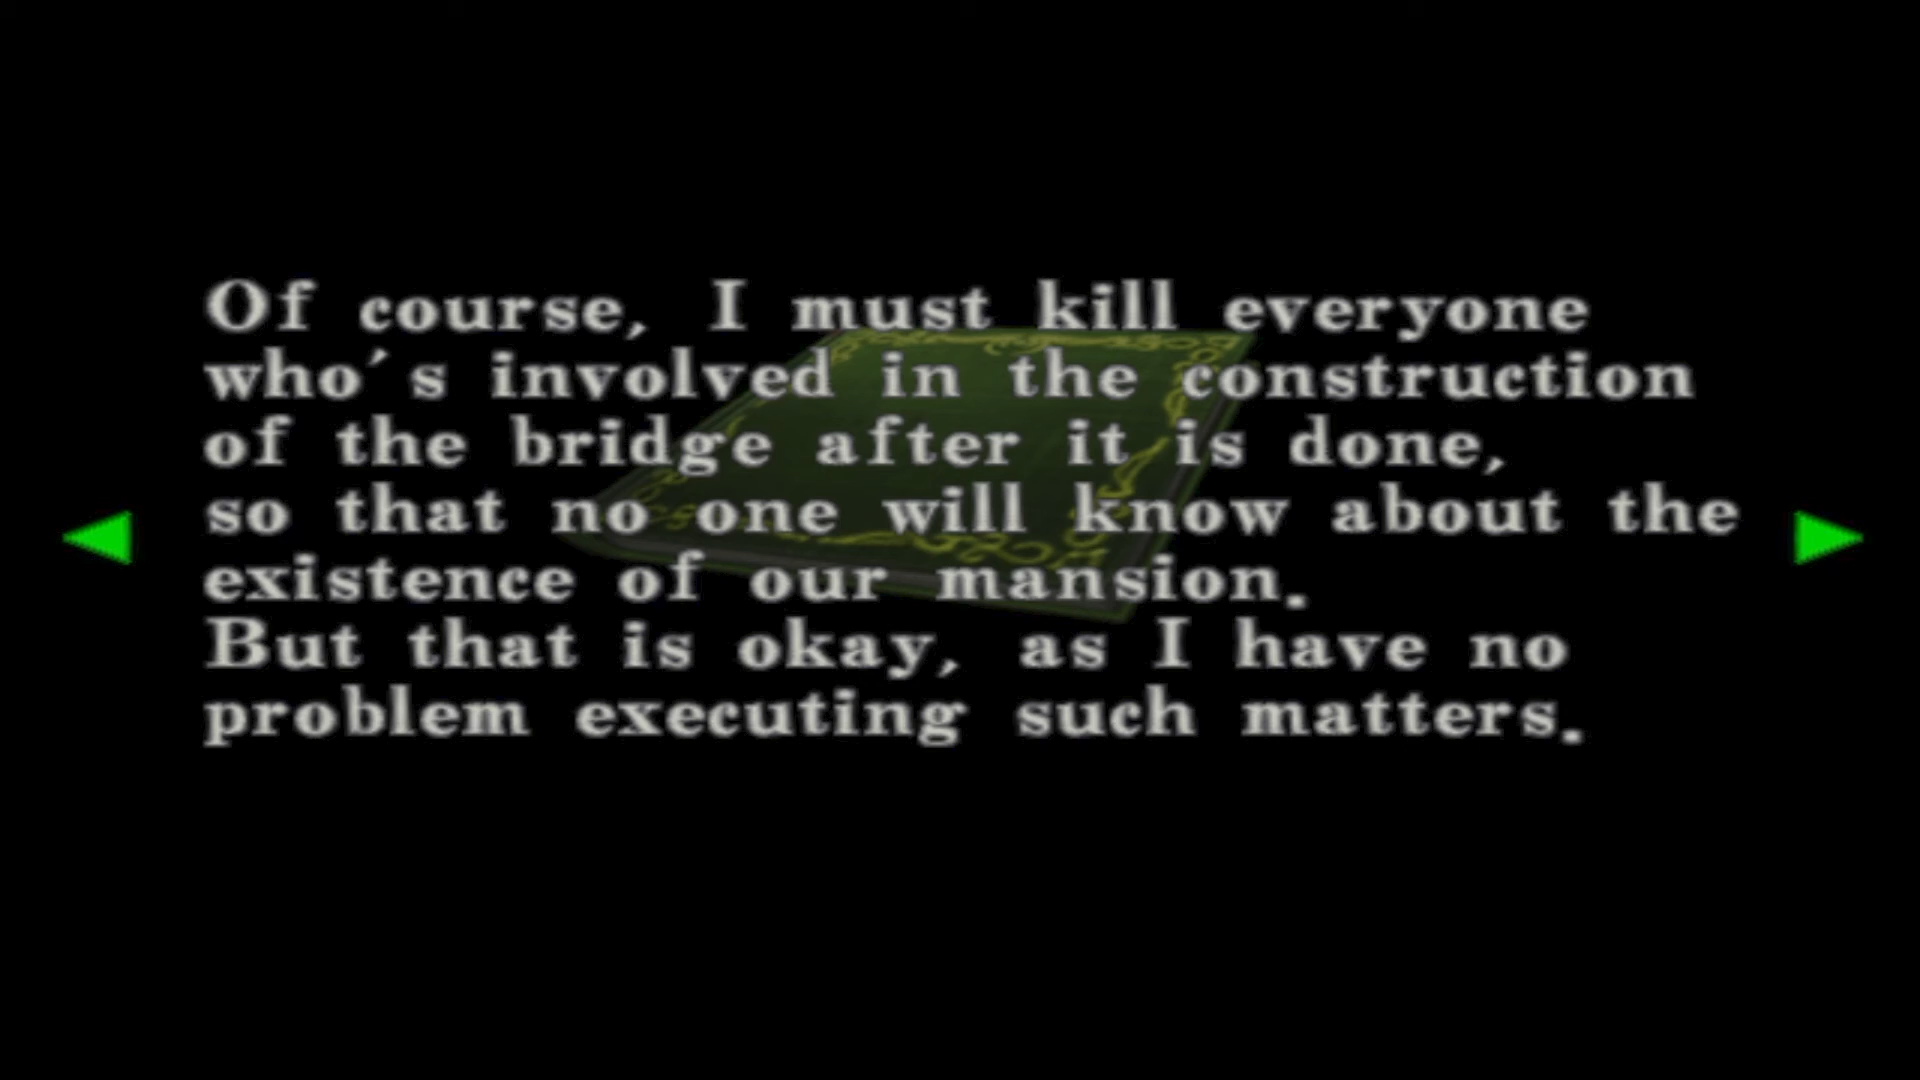 Of course, I must kill everyone
who's involved in the construction
of the bridge after it is done,
so that no one will know about the
existence of our mansion.
But that is okay, as I have no
problem executing such matters.